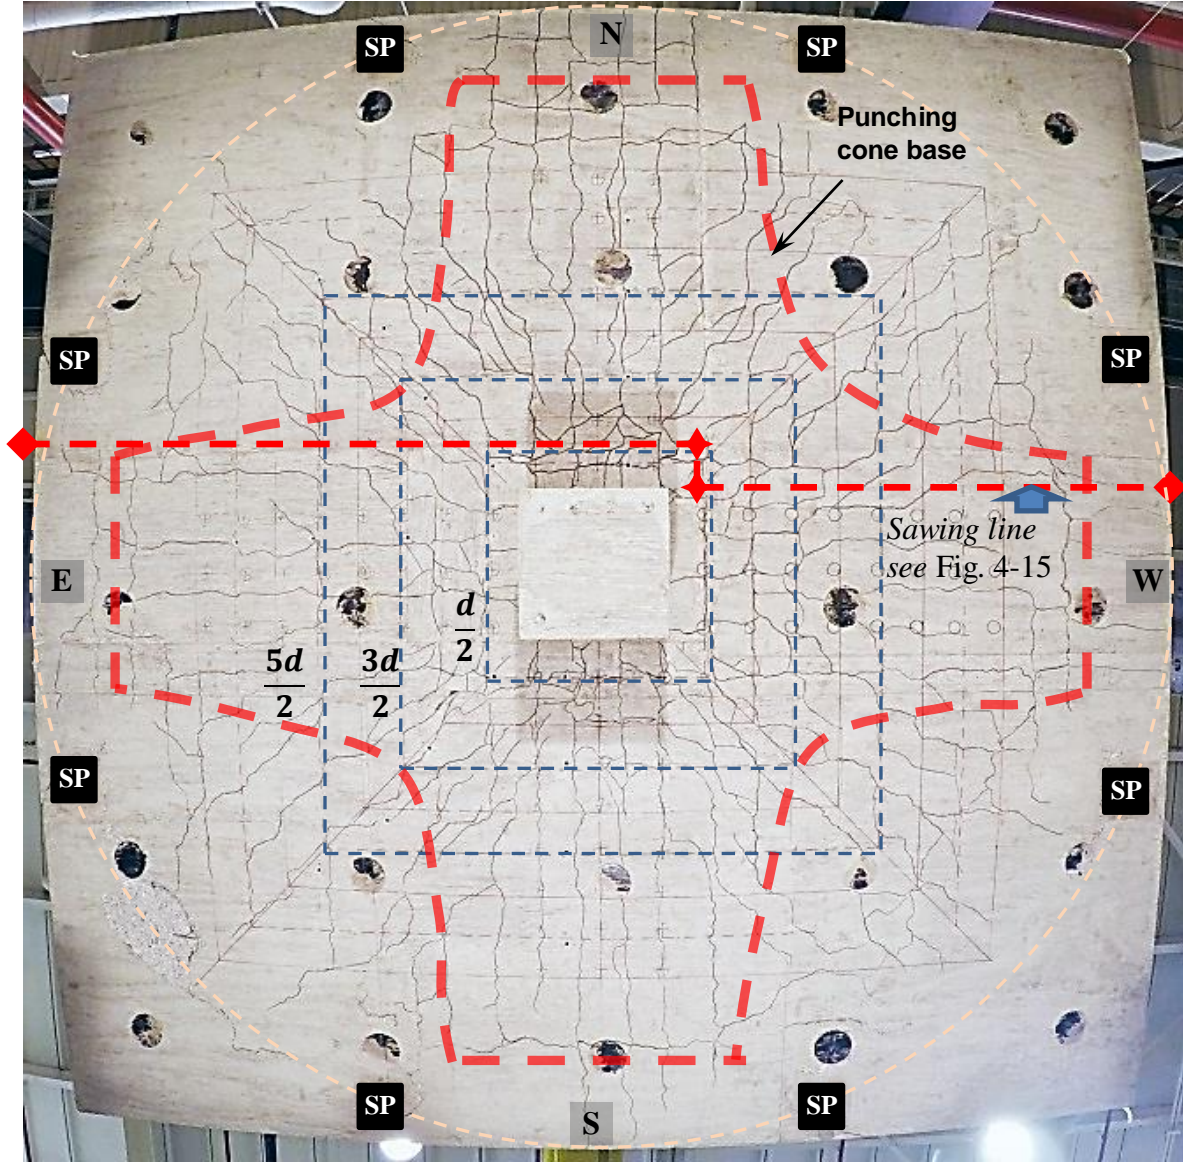 SP
N
SP
Punching
cone base
SP
SP
Sawing line
see Fig. 4-15
E
W
d
2
5d
2
3d
2
SP
SP
SP
S
SP